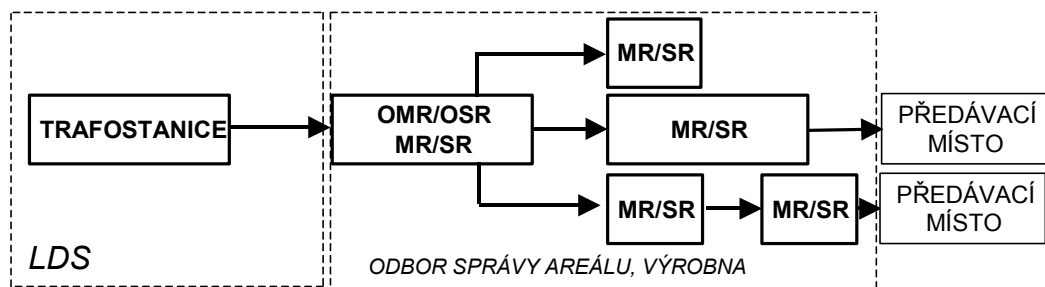 MR/SR
TRAFOSTANICE
OMR/OSR
MR/SR
MR/SR
PŘEDÁVACÍ
MÍSTO
MR/SR
MR/SR
PŘEDÁVACÍ
MÍSTO
LDS
ODBOR SPRÁVY AREÁLU, VÝROBNA